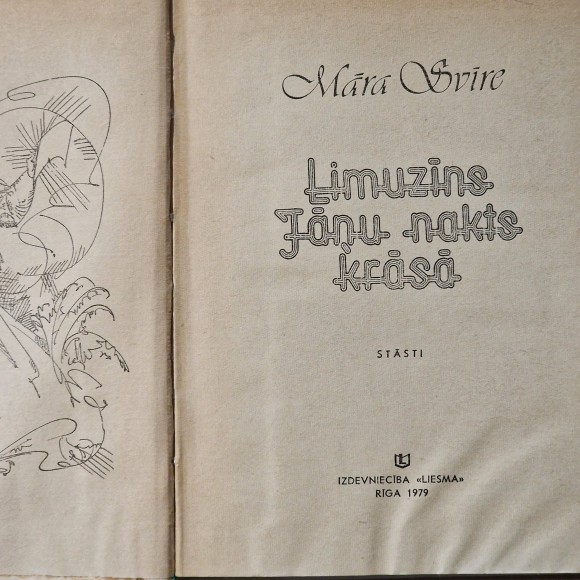 Māra Svīre
Limuzīns
Jāņu nakts
krāsā
STĀSTI
IZDEVNIECĪBA «LIESMA»
RĪGA 1979